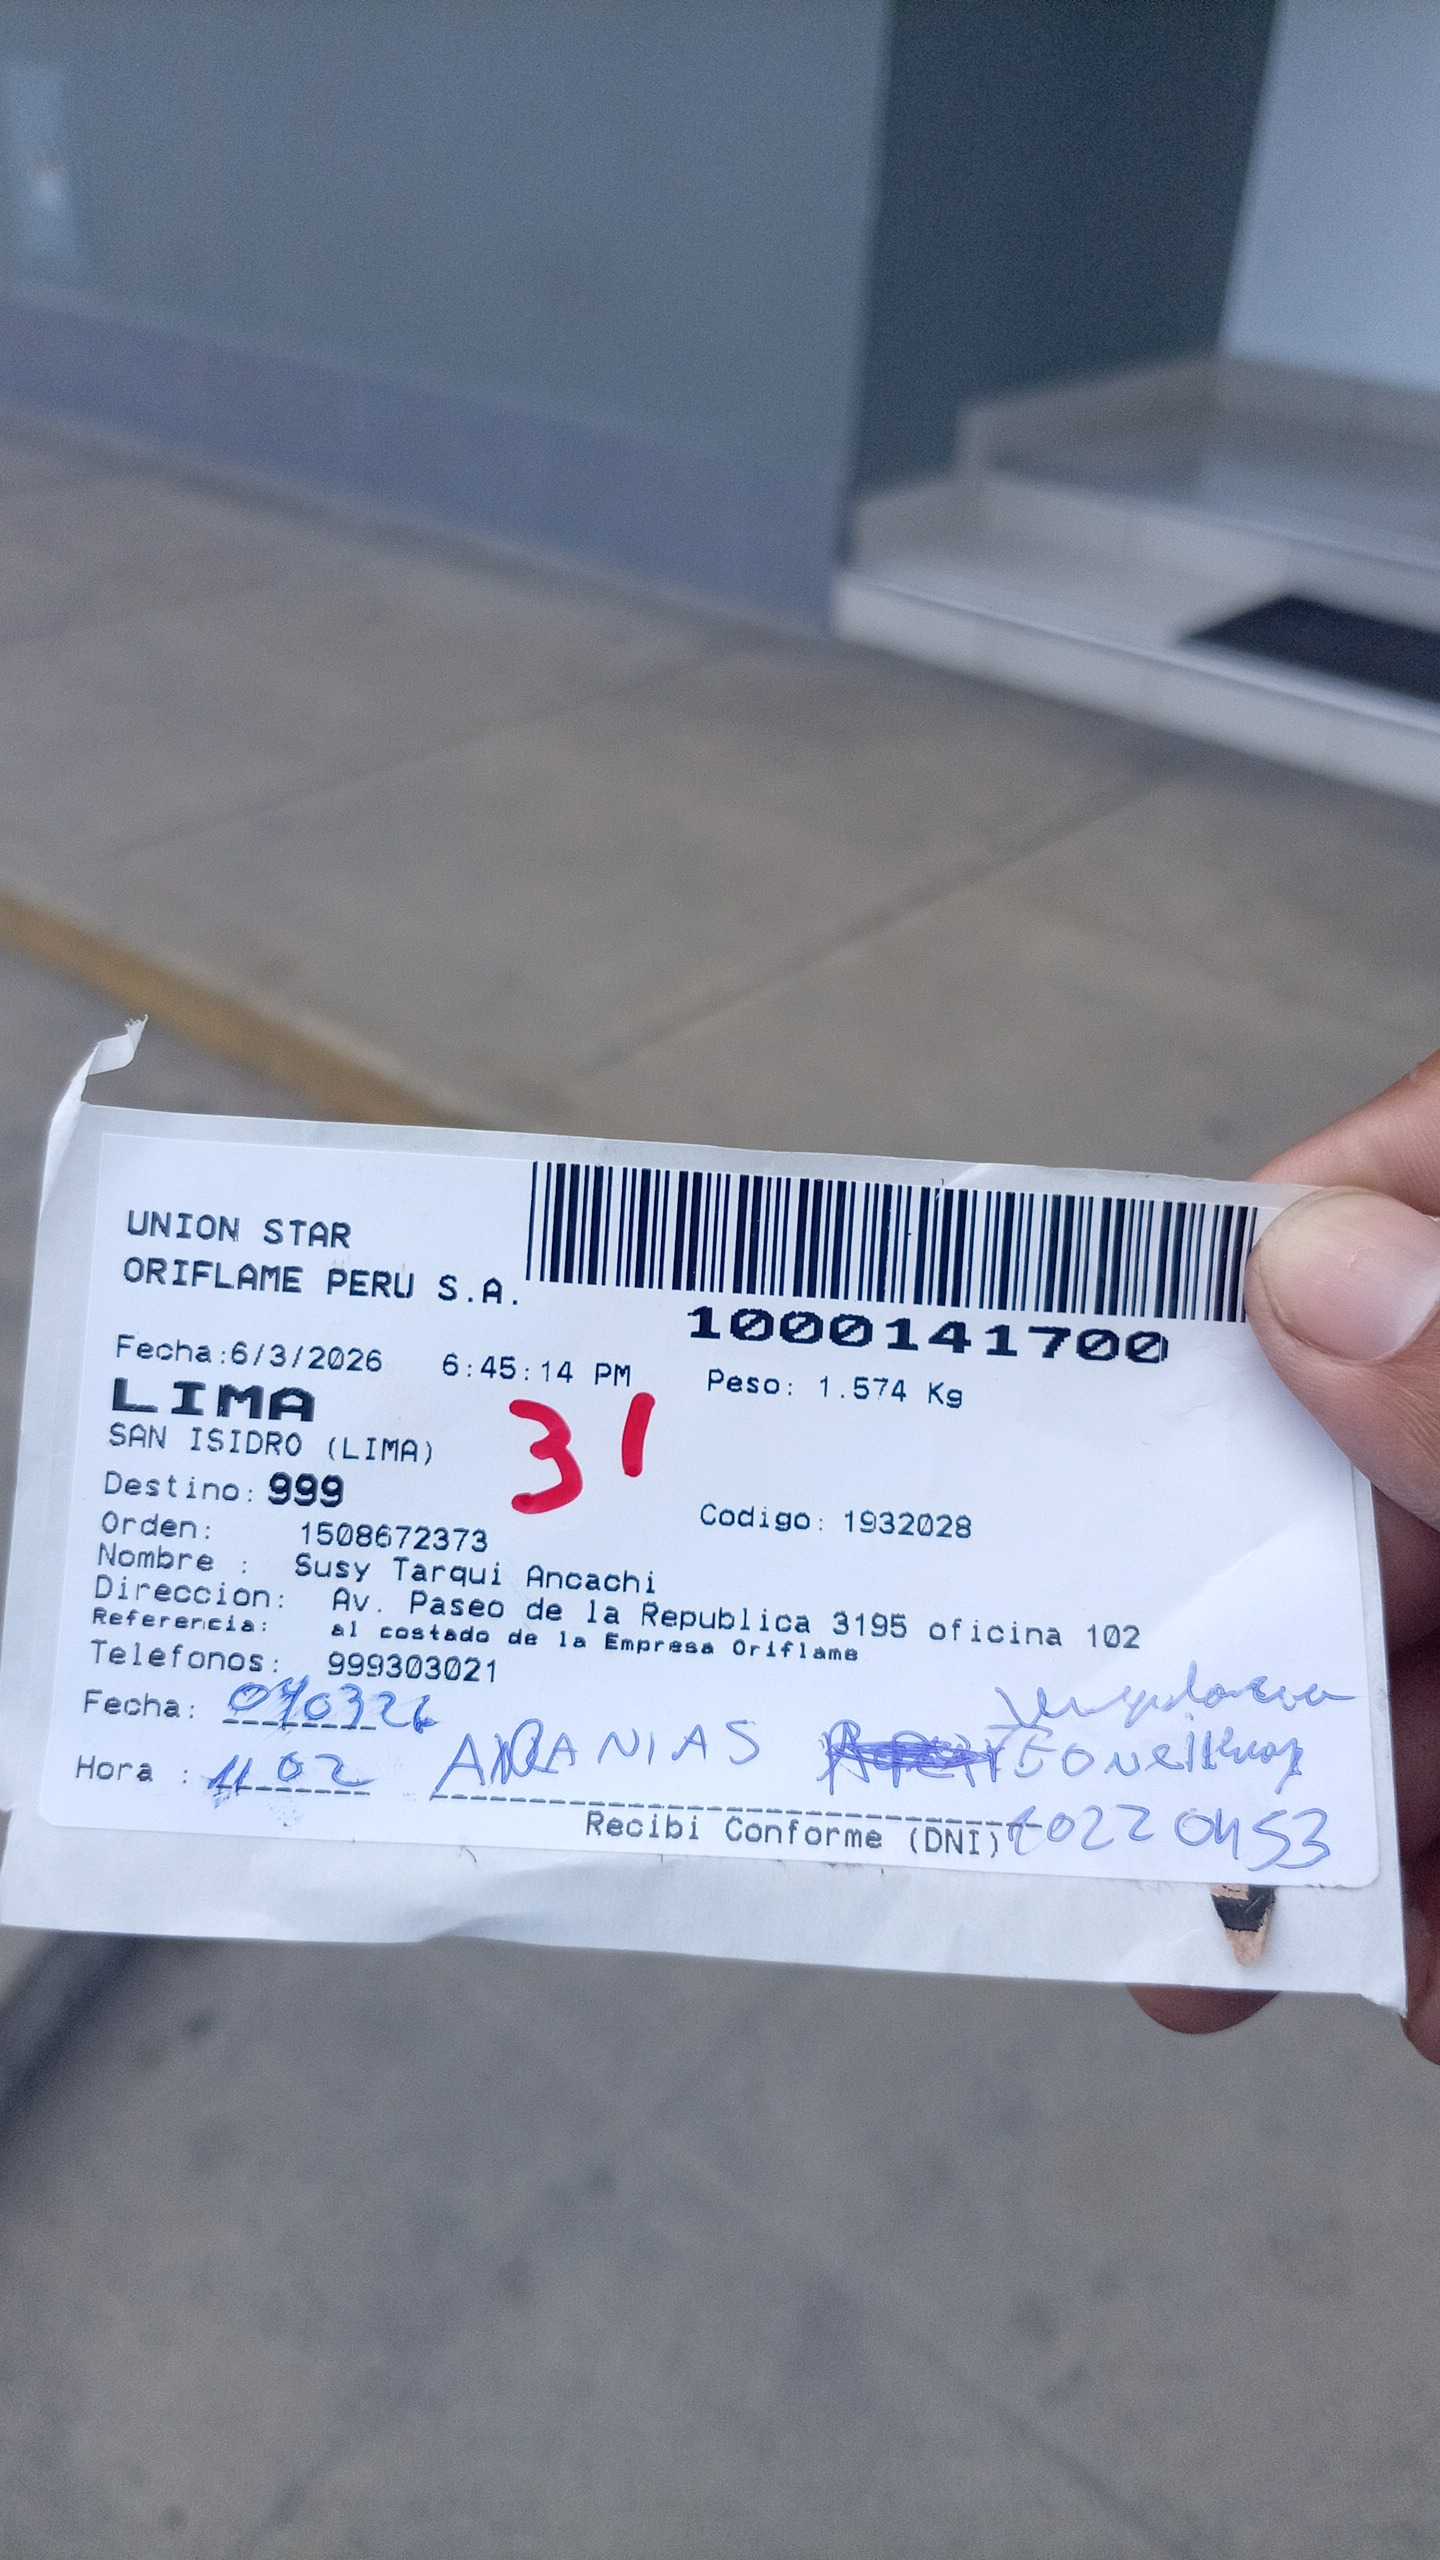 UNION STAR
ORIFLAME PERU S.A.
1000141700
Fecha:6/3/2026 6:45:14 PM Peso: 1.574 Kg
LIMA
31
SAN ISIDRO (LIMA)
Destino: 999
Codigo: 1932028
Orden: 1508672373
Nombre : Susy Tarqui Ancachi
Direccion: Av. Paseo de la Republica 3195 oficina 102
Referencia: al costado de la Empresa Oriflame
Telefonos: 999303021
Fecha:
Hora : 11 02
Recibi Conforme (DNI)